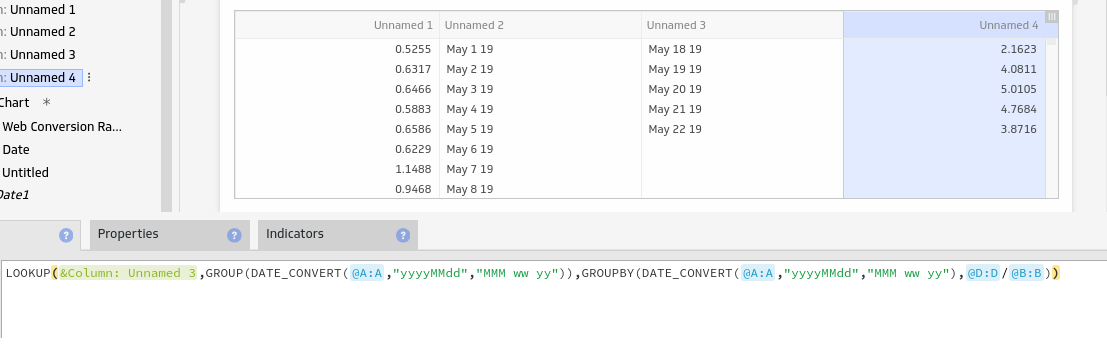 n: Unnamed 1
n: Unnamed 2
n: Unnamed 3
n: Unnamed 4
Chart *
Web Conversion Ra...
Date
Untitled
Date1
Unnamed 1 Unnamed 2 Unnamed 3 Unnamed 4
0.5255 May 1 19 May 18 19 2.1623
0.6317 May 2 19 May 19 19 4.0811
0.6466 May 3 19 May 20 19 5.0105
0.5883 May 4 19 May 21 19 4.7684
0.6586 May 5 19 May 22 19 3.8716
0.6229 May 6 19
1.1488 May 7 19
0.9468 May 8 19
? Properties ? Indicators ?
LOOKUP(&Column: Unnamed 3,GROUP(DATE_CONVERT(@A:A,"yyyyMMdd","MMM ww yy")),GROUPBY(DATE_CONVERT(@A:A,"yyyyMMdd","MMM ww yy"),@D:D/@B:B))